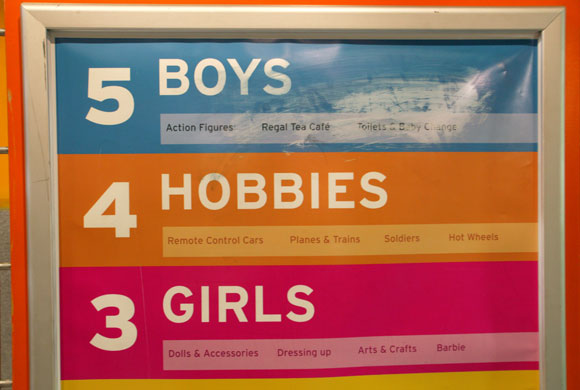 5 BOYS
Action Figures Regal Tea Café Toilets & Baby Change
4 HOBBIES
Remote Control Cars Planes & Trains Soldiers Hot Wheels
3 GIRLS
Dolls & Accessories Dressing up Arts & Crafts Barbie